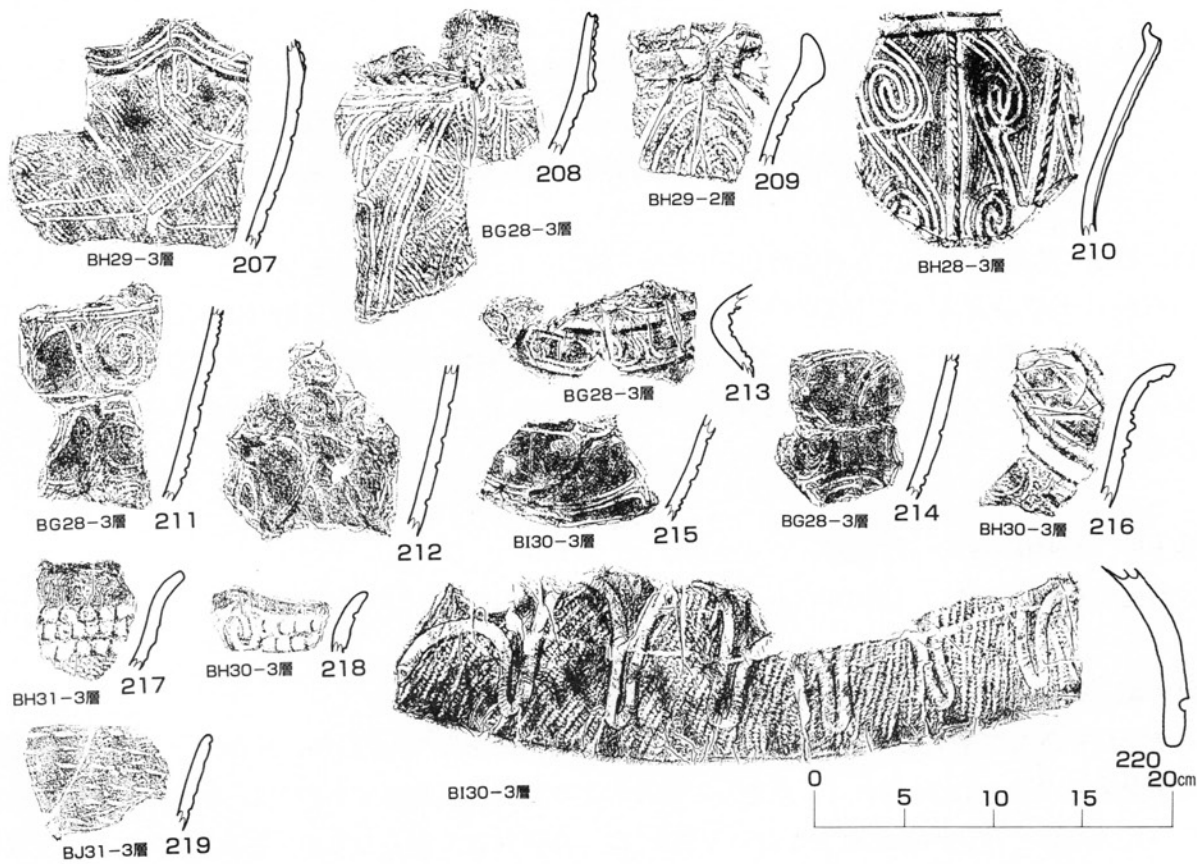 BH29-3層 207
BG28-3層 208
BH29-2層 209
BH28-3層 210
BG28-3層 211
212
BG28-3層 213
BI30-3層 215
BG28-3層 214
BH30-3層 216
BH31-3層 217
BH30-3層 218
BJ31-3層 219
BI30-3層 220
0 5 10 15 20cm